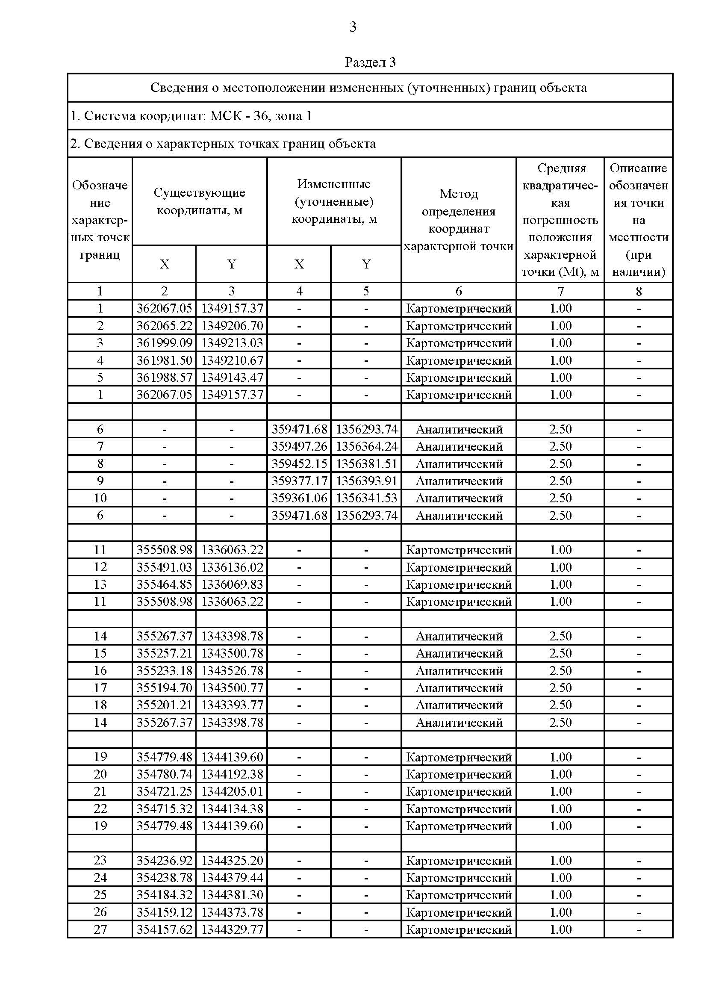 3
Раздел 3
Сведения о местоположении измененных (уточненных) границ объекта
1. Система координат: МСК - 36, зона 1
2. Сведения о характерных точках границ объекта
Обозначе
ние
характер-
ных точек
границ
Существующие
координаты, м
Измененные
(уточненные)
координаты, м
Метод
определения
координат
характерной точки
Средняя
квадратичес-
кая
погрешность
положения
характерной
точки (Mt), м
Описание
обозначен
ия точки
на
местности
(при
наличии)
X Y X Y
1 2 3 4 5 6 7 8
1 362067.05 1349157.37 - - Картометрический 1.00 -
2 362065.22 1349206.70 - - Картометрический 1.00 -
3 361999.09 1349213.03 - - Картометрический 1.00 -
4 361981.50 1349210.67 - - Картометрический 1.00 -
5 361988.57 1349143.47 - - Картометрический 1.00 -
1 362067.05 1349157.37 - - Картометрический 1.00 -
6 - - 359471.68 1356293.74 Аналитический 2.50 -
7 - - 359497.26 1356364.24 Аналитический 2.50 -
8 - - 359452.15 1356381.51 Аналитический 2.50 -
9 - - 359377.17 1356393.91 Аналитический 2.50 -
10 - - 359361.06 1356341.53 Аналитический 2.50 -
6 - - 359471.68 1356293.74 Аналитический 2.50 -
11 355508.98 1336063.22 - - Картометрический 1.00 -
12 355491.03 1336136.02 - - Картометрический 1.00 -
13 355464.85 1336069.83 - - Картометрический 1.00 -
11 355508.98 1336063.22 - - Картометрический 1.00 -
14 355267.37 1343398.78 - - Аналитический 2.50 -
15 355257.21 1343500.78 - - Аналитический 2.50 -
16 355233.18 1343526.78 - - Аналитический 2.50 -
17 355194.70 1343500.77 - - Аналитический 2.50 -
18 355201.21 1343393.77 - - Аналитический 2.50 -
14 355267.37 1343398.78 - - Аналитический 2.50 -
19 354779.48 1344139.60 - - Картометрический 1.00 -
20 354780.74 1344192.38 - - Картометрический 1.00 -
21 354721.25 1344205.01 - - Картометрический 1.00 -
22 354715.32 1344134.38 - - Картометрический 1.00 -
19 354779.48 1344139.60 - - Картометрический 1.00 -
23 354236.92 1344325.20 - - Картометрический 1.00 -
24 354238.78 1344379.44 - - Картометрический 1.00 -
25 354184.32 1344381.30 - - Картометрический 1.00 -
26 354159.12 1344373.78 - - Картометрический 1.00 -
27 354157.62 1344329.77 - - Картометрический 1.00 -